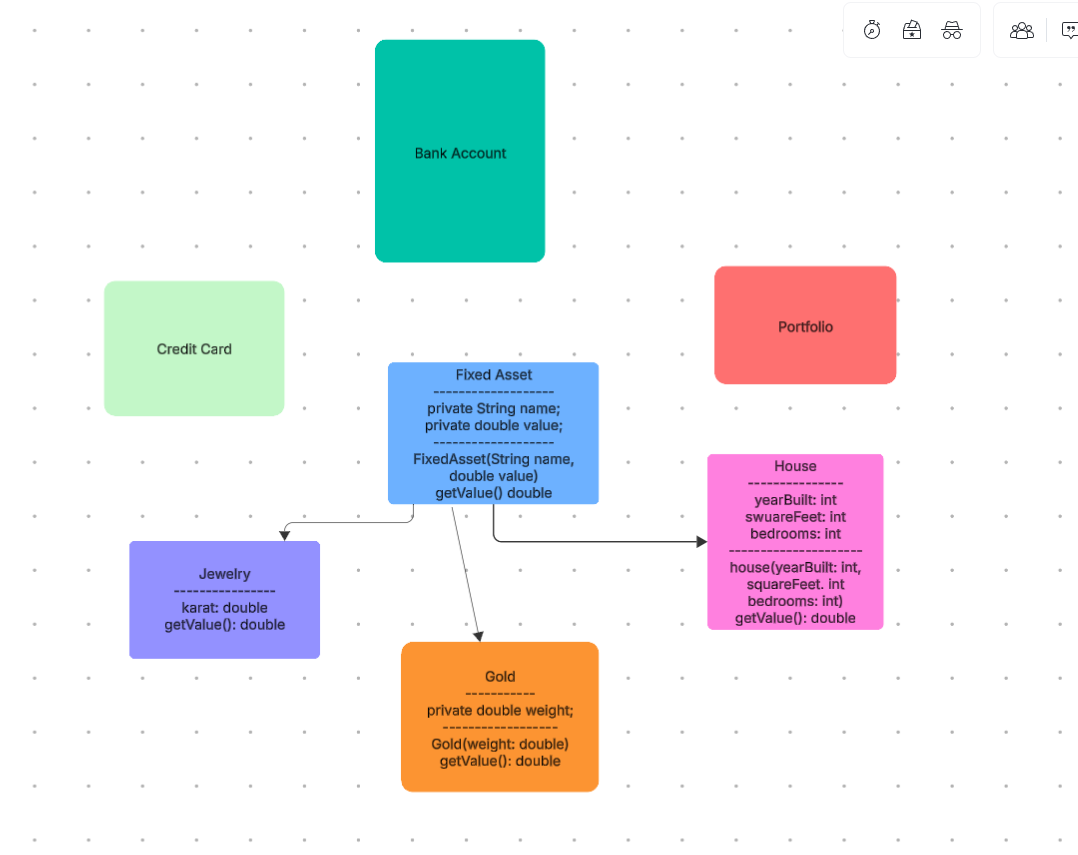 Bank Account
Credit Card
Portfolio
Fixed Asset
-------------------
private String name;
private double value;
-------------------
FixedAsset(String name,
double value)
getValue() double
House
---------------
yearBuilt: int
swuareFeet: int
bedrooms: int
---------------------
house(yearBuilt: int,
squareFeet. int
bedrooms: int)
getValue(): double
Jewelry
----------------
karat: double
getValue(): double
Gold
-----------
private double weight;
------------------
Gold(weight: double)
getValue(): double